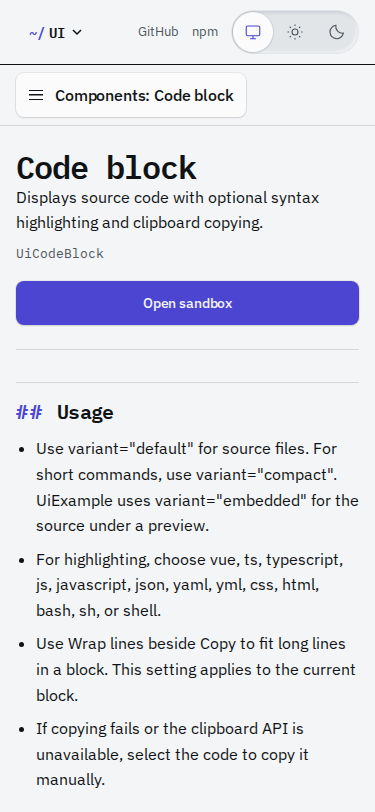 ~/ UI
GitHub npm
Components: Code block
Code block
Displays source code with optional syntax
highlighting and clipboard copying.
UiCodeBlock
Open sandbox
## Usage
• Use variant="default" for source files. For
short commands, use variant="compact".
UiExample uses variant="embedded" for the
source under a preview.
• For highlighting, choose vue, ts, typescript,
js, javascript, json, yaml, yml, css, html,
bash, sh, or shell.
• Use Wrap lines beside Copy to fit long lines
in a block. This setting applies to the current
block.
• If copying fails or the clipboard API is
unavailable, select the code to copy it
manually.